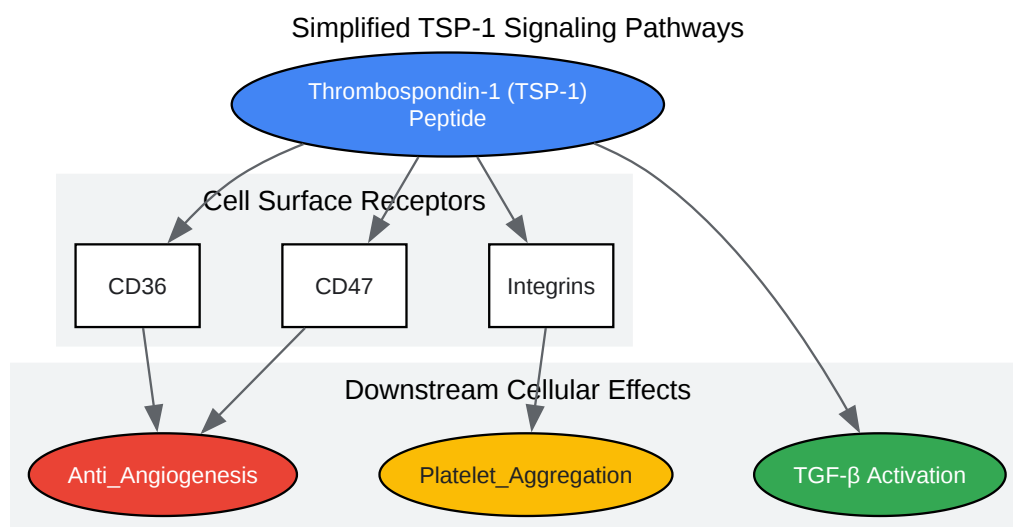 Simplified TSP-1 Signaling Pathways
Thrombospondin-1 (TSP-1)
Peptide
Cell Surface Receptors
CD36
CD47
Integrins
Downstream Cellular Effects
Anti_Angiogenesis
Platelet_Aggregation
TGF-β Activation